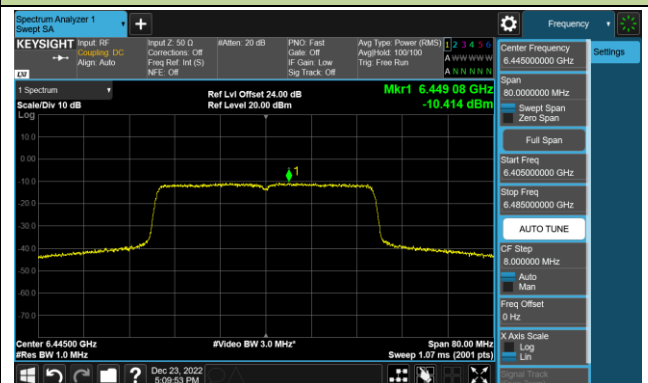 Spectrum Analyzer 1
Swept SA
Frequency
KEYSIGHT
Input: RF
Coupling: DC
Align: Auto
Input Z: 50 Ω
Corrections: Off
Freq Ref: Int (S)
NFE: Off
#Atten: 20 dB
PNO: Fast
Gate: Off
IF Gain: Low
Sig Track: Off
Avg Type: Power (RMS)
Avg|Hold: 100/100
Trig: Free Run
1 2 3 4 5 6
A W W W W W
A N N N N N
LXI
Center Frequency
6.445000000 GHz
Settings
1 Spectrum
Scale/Div 10 dB
Log
Ref Lvl Offset 24.00 dB
Ref Level 20.00 dBm
Mkr1 6.449 08 GHz
-10.414 dBm
Span
80.0000000 MHz
Swept Span
Zero Span
Full Span
Start Freq
6.405000000 GHz
Stop Freq
6.485000000 GHz
AUTO TUNE
CF Step
8.000000 MHz
Auto
Man
Freq Offset
0 Hz
X Axis Scale
Log
Lin
Signal Track
10.0
0.00
-10.0
-20.0
-30.0
-40.0
-50.0
-60.0
-70.0
1
Center 6.44500 GHz
#Res BW 1.0 MHz
#Video BW 3.0 MHz*
Span 80.00 MHz
Sweep 1.07 ms (2001 pts)
?
Dec 23, 2022
5:09:53 PM